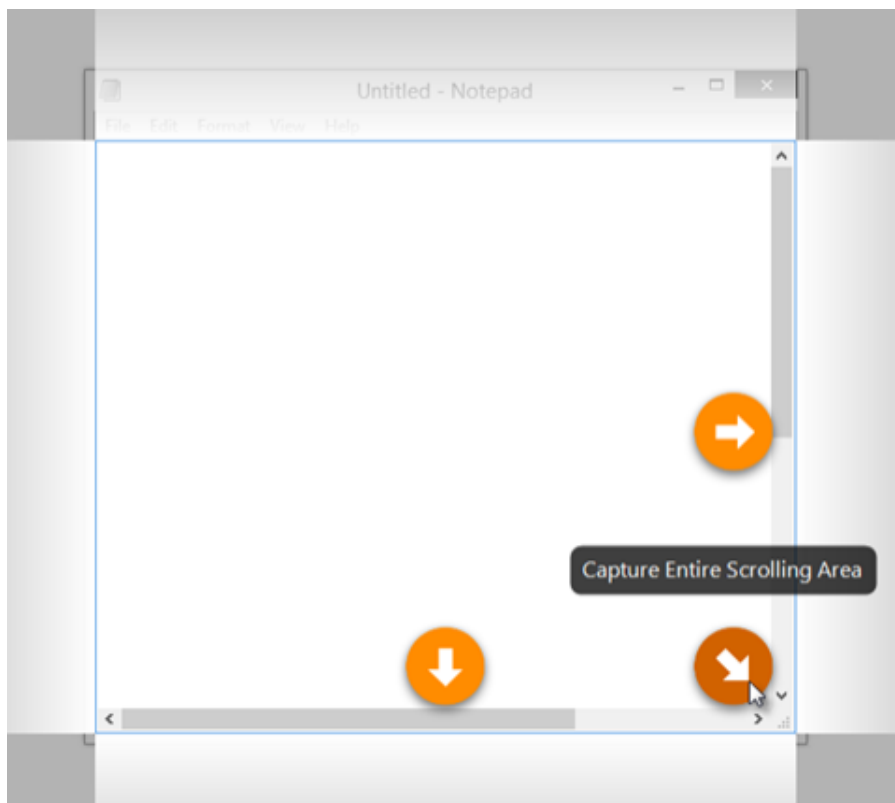 Untitled - Notepad
File Edit Format View Help
Capture Entire Scrolling Area